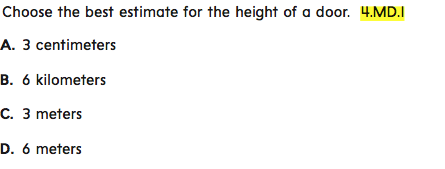 Choose the best estimate for the height of a door. 4.MD.1
A. 3 centimeters
B. 6 kilometers
C. 3 meters
D. 6 meters